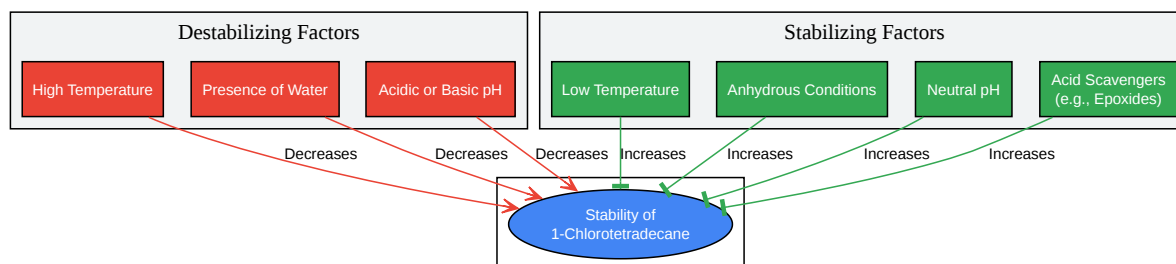 Destabilizing Factors
Stabilizing Factors
High Temperature
Presence of Water
Acidic or Basic pH
Low Temperature
Anhydrous Conditions
Neutral pH
Acid Scavengers
(e.g., Epoxides)
Decreases
Decreases
Decreases
Increases
Increases
Increases
Increases
Stability of
1-Chlorotetradecane